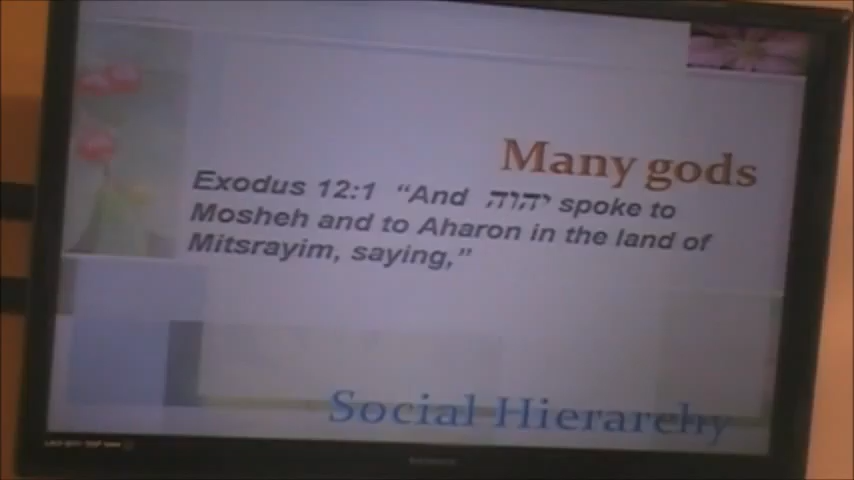 Many gods
Exodus 12:1 “And יהוה spoke to
Mosheh and to Aharon in the land of
Mitsrayim, saying,”
Social Hierarchy